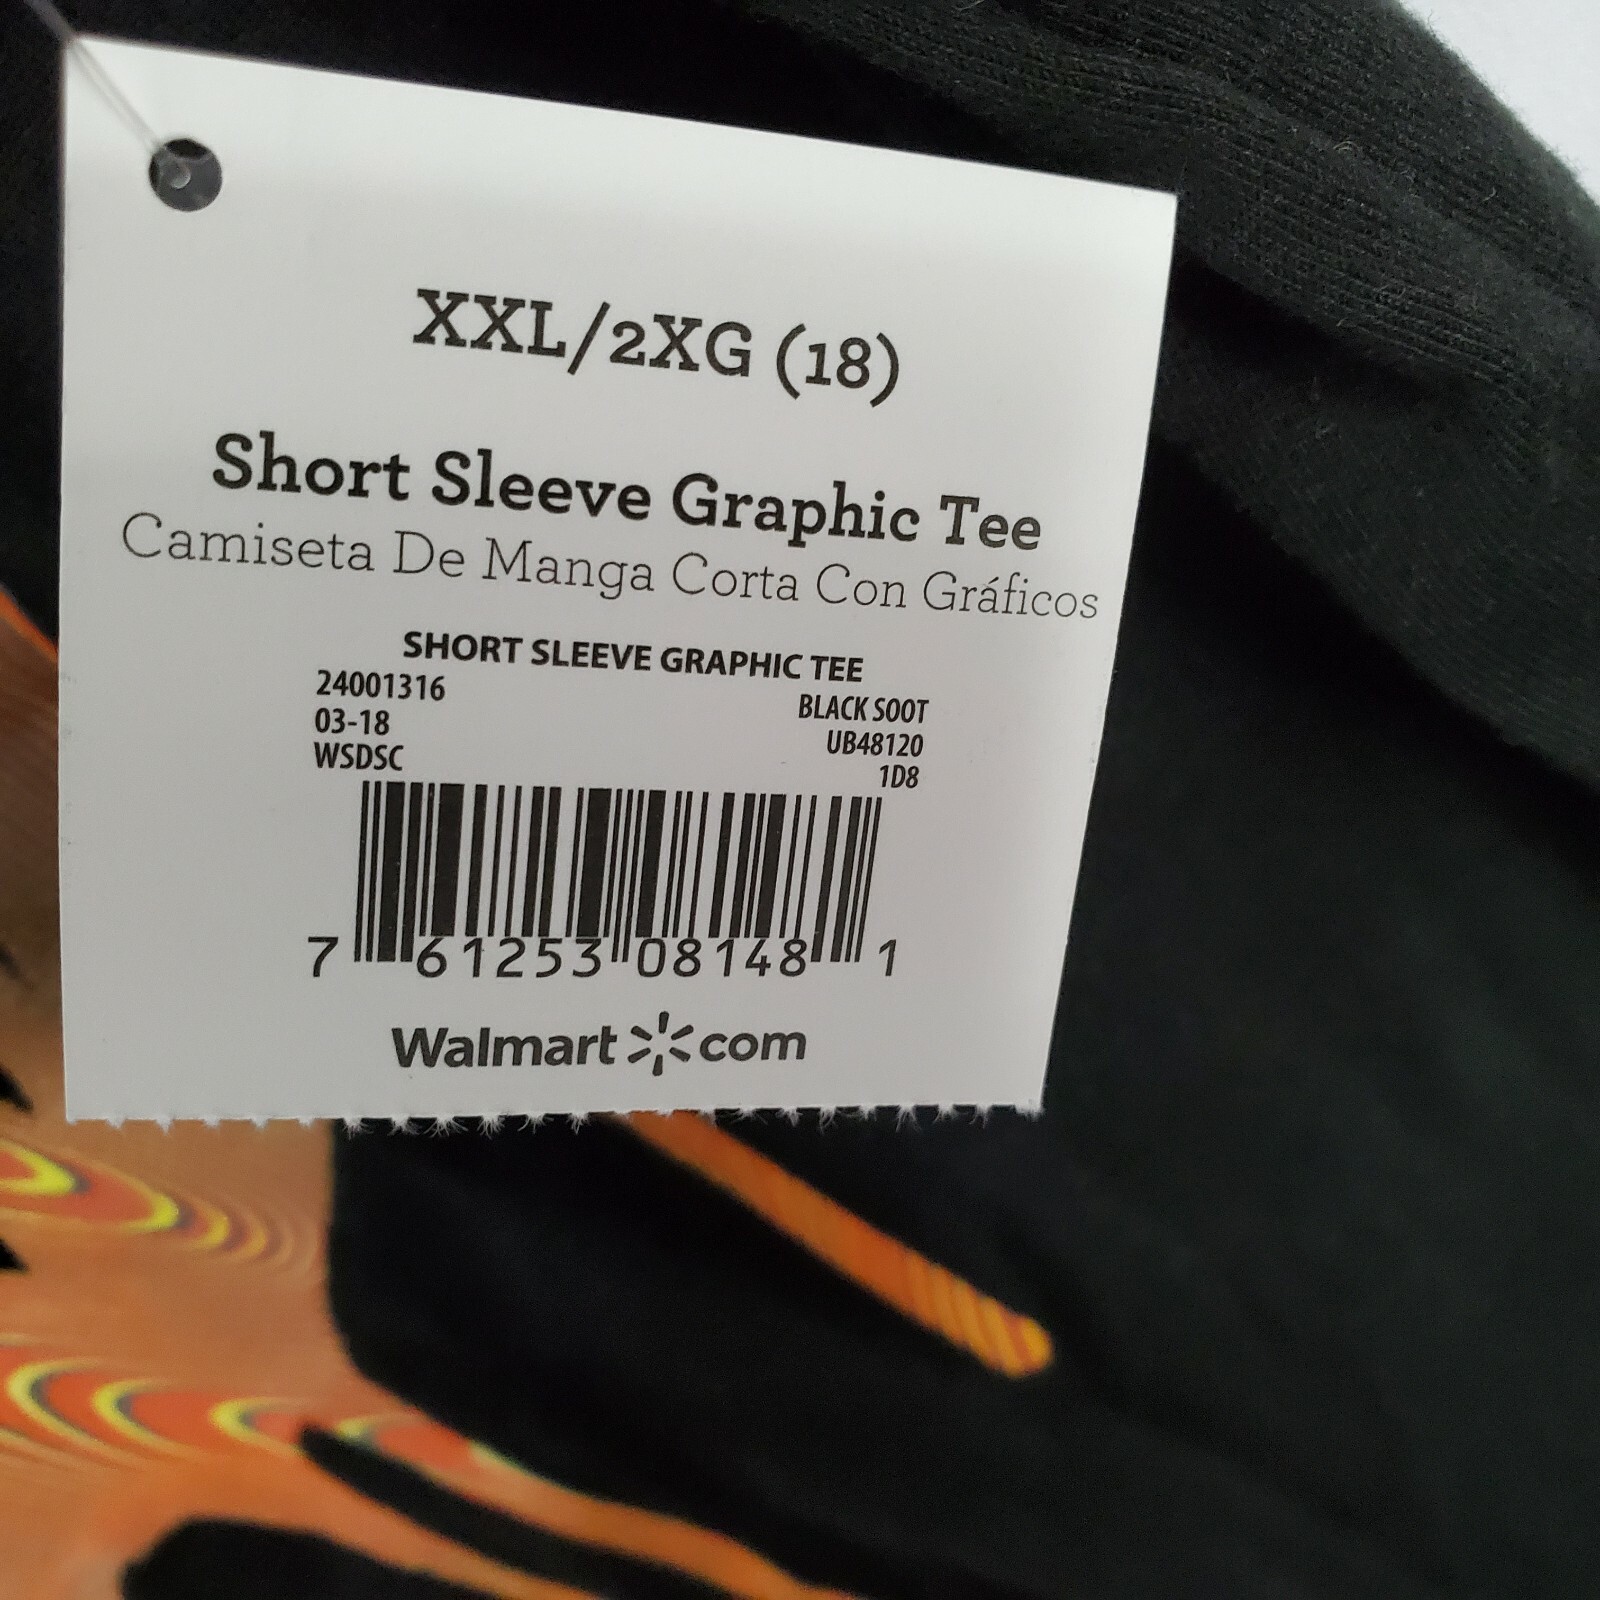 XXL/2XG (18)
Short Sleeve Graphic Tee
Camiseta De Manga Corta Con Gráficos
SHORT SLEEVE GRAPHIC TEE
24001316 BLACK SOOT
03-18 UB48120
WSDSC 1D8
7 61253 08148 1
Walmart com